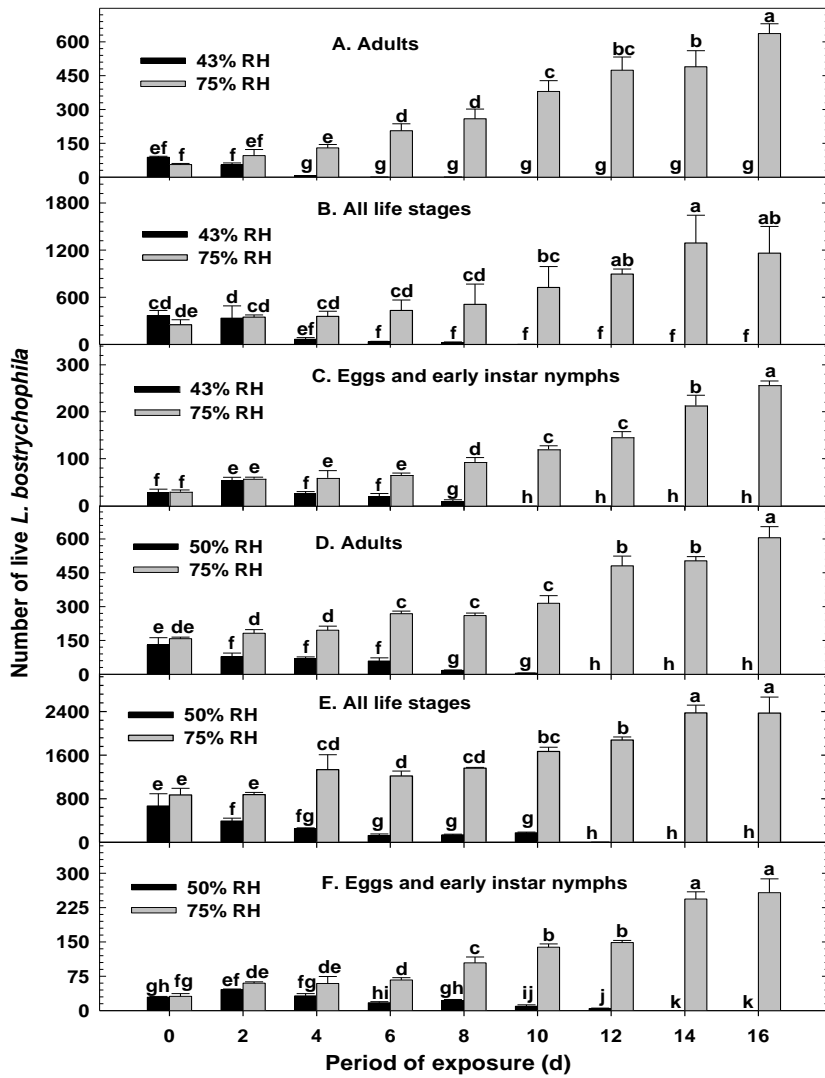 Number of live L. bostrychophila
A. Adults
43% RH
75% RH
600
450
300
150
0
ef f f ef g e g d g d g c g bc g b g a
B. All life stages
43% RH
75% RH
1800
1200
600
0
cd de d cd ef cd f cd f cd f bc f ab f a f ab
C. Eggs and early instar nymphs
43% RH
75% RH
300
200
100
0
f f e e f e f e g d h c h c h b h a
D. Adults
50% RH
75% RH
600
450
300
150
0
e de f d f d f c g c g c h b h b h a
E. All life stages
50% RH
75% RH
2400
1600
800
0
e e f e fg cd g d g cd g bc h b h a h a
F. Eggs and early instar nymphs
50% RH
75% RH
300
225
150
75
0
gh fg ef de fg de hi d gh c ij b j b k a k a
0 2 4 6 8 10 12 14 16
Period of exposure (d)